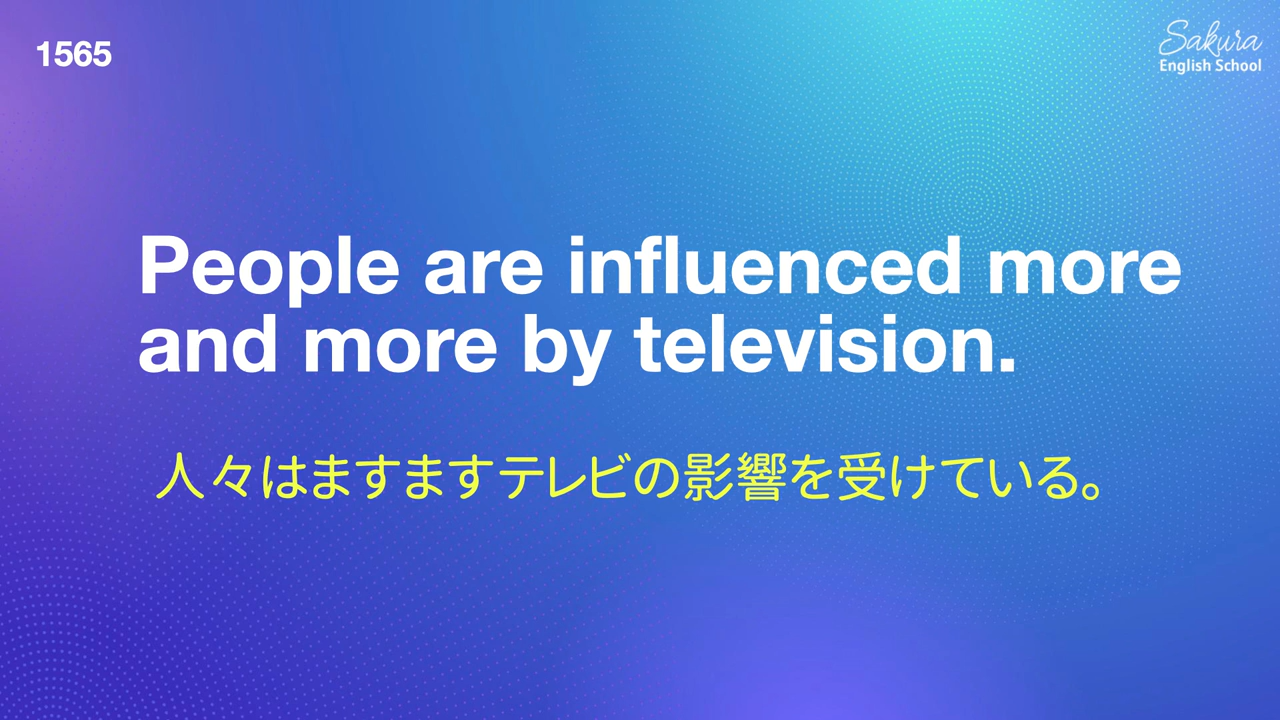 1565
Sakura
English School
People are influenced more
and more by television.
人々はますますテレビの影響を受けている。